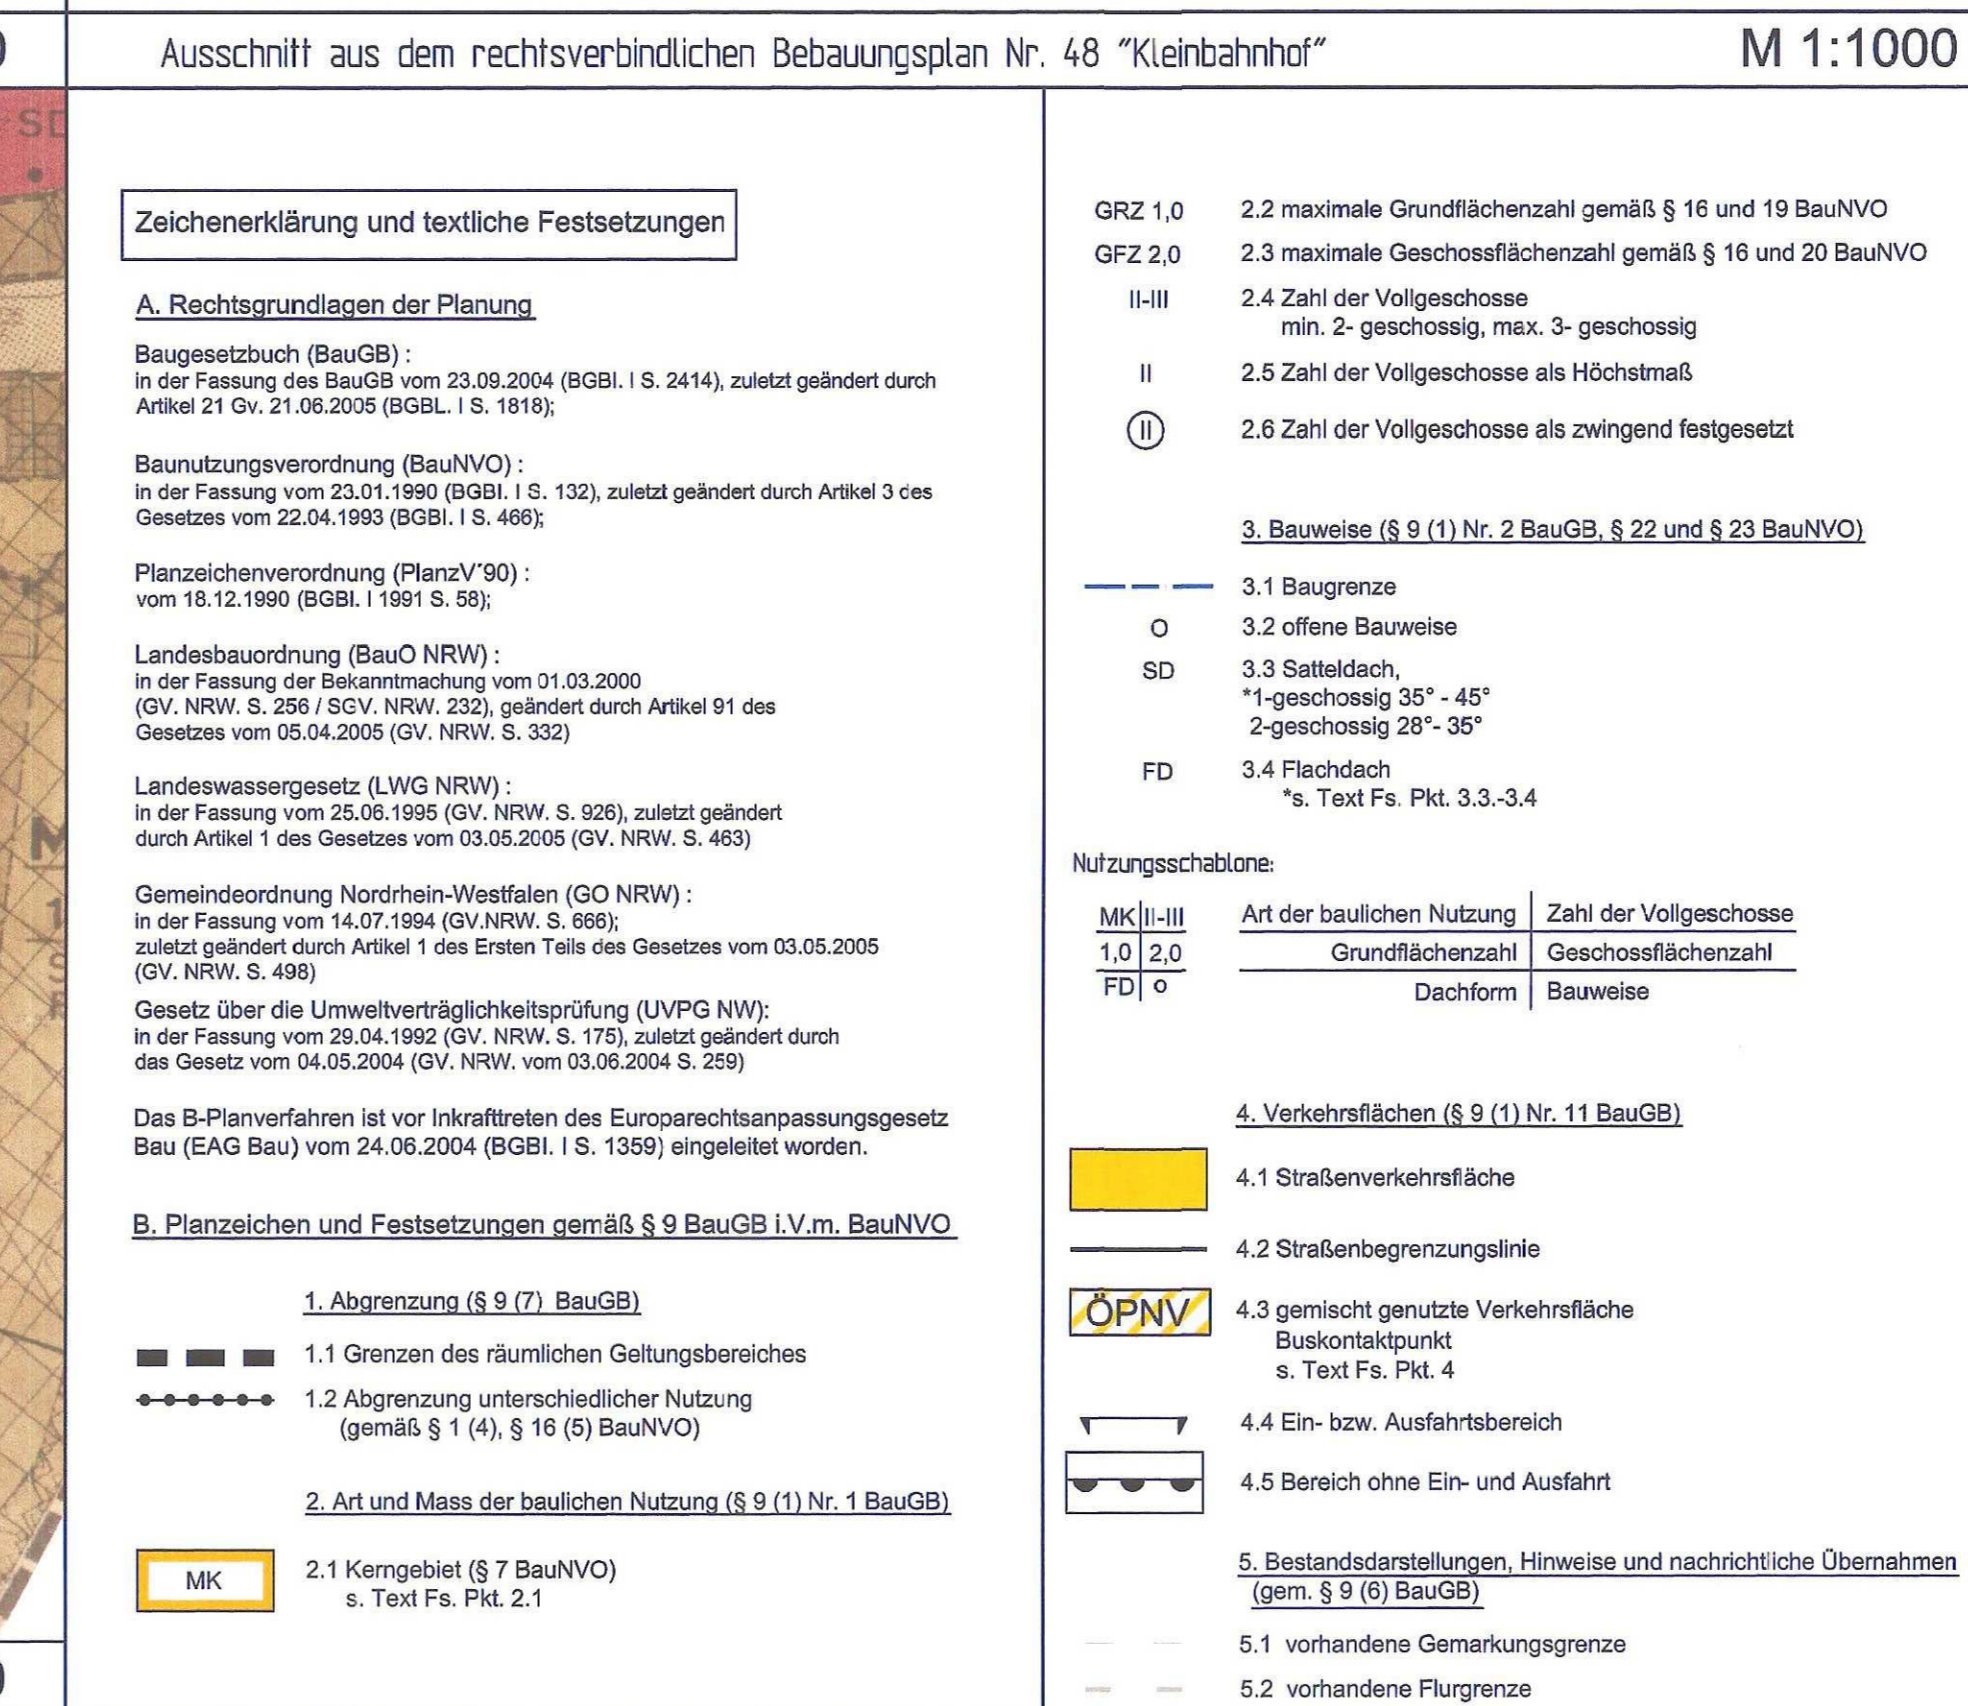 Ausschnitt aus dem rechtsverbindlichen Bebauungsplan Nr. 48 "Kleinbahnhof"
M 1:1000
SD
Zeichenerklärung und textliche Festsetzungen
A. Rechtsgrundlagen der Planung
Baugesetzbuch (BauGB) :
in der Fassung des BauGB vom 23.09.2004 (BGBl. I S. 2414), zuletzt geändert durch
Artikel 21 Gv. 21.06.2005 (BGBL. I S. 1818);
Baunutzungsverordnung (BauNVO) :
in der Fassung vom 23.01.1990 (BGBl. I S. 132), zuletzt geändert durch Artikel 3 des
Gesetzes vom 22.04.1993 (BGBl. I S. 466);
Planzeichenverordnung (PlanzV´90) :
vom 18.12.1990 (BGBl. I 1991 S. 58);
Landesbauordnung (BauO NRW) :
in der Fassung der Bekanntmachung vom 01.03.2000
(GV. NRW. S. 256 / SGV. NRW. 232), geändert durch Artikel 91 des
Gesetzes vom 05.04.2005 (GV. NRW. S. 332)
Landeswassergesetz (LWG NRW) :
in der Fassung vom 25.06.1995 (GV. NRW. S. 926), zuletzt geändert
durch Artikel 1 des Gesetzes vom 03.05.2005 (GV. NRW. S. 463)
Gemeindeordnung Nordrhein-Westfalen (GO NRW) :
in der Fassung vom 14.07.1994 (GV.NRW. S. 666);
zuletzt geändert durch Artikel 1 des Ersten Teils des Gesetzes vom 03.05.2005
(GV. NRW. S. 498)
Gesetz über die Umweltverträglichkeitsprüfung (UVPG NW):
in der Fassung vom 29.04.1992 (GV. NRW. S. 175), zuletzt geändert durch
das Gesetz vom 04.05.2004 (GV. NRW. vom 03.06.2004 S. 259)
Das B-Planverfahren ist vor Inkrafttreten des Europarechtsanpassungsgesetz
Bau (EAG Bau) vom 24.06.2004 (BGBl. I S. 1359) eingeleitet worden.
B. Planzeichen und Festsetzungen gemäß § 9 BauGB i.V.m. BauNVO
1. Abgrenzung (§ 9 (7) BauGB)
1.1 Grenzen des räumlichen Geltungsbereiches
1.2 Abgrenzung unterschiedlicher Nutzung
(gemäß § 1 (4), § 16 (5) BauNVO)
2. Art und Mass der baulichen Nutzung (§ 9 (1) Nr. 1 BauGB)
MK 2.1 Kerngebiet (§ 7 BauNVO)
s. Text Fs. Pkt. 2.1
GRZ 1,0 2.2 maximale Grundflächenzahl gemäß § 16 und 19 BauNVO
GFZ 2,0 2.3 maximale Geschossflächenzahl gemäß § 16 und 20 BauNVO
II-III 2.4 Zahl der Vollgeschosse
min. 2- geschossig, max. 3- geschossig
II 2.5 Zahl der Vollgeschosse als Höchstmaß
II 2.6 Zahl der Vollgeschosse als zwingend festgesetzt
3. Bauweise (§ 9 (1) Nr. 2 BauGB, § 22 und § 23 BauNVO)
3.1 Baugrenze
O 3.2 offene Bauweise
SD 3.3 Satteldach,
*1-geschossig 35° - 45°
2-geschossig 28°- 35°
FD 3.4 Flachdach
*s. Text Fs. Pkt. 3.3.-3.4
Nutzungsschablone:
MK II-III Art der baulichen Nutzung Zahl der Vollgeschosse
1,0 2,0 Grundflächenzahl Geschossflächenzahl
FD o Dachform Bauweise
4. Verkehrsflächen (§ 9 (1) Nr. 11 BauGB)
4.1 Straßenverkehrsfläche
4.2 Straßenbegrenzungslinie
ÖPNV 4.3 gemischt genutzte Verkehrsfläche
Buskontaktpunkt
s. Text Fs. Pkt. 4
4.4 Ein- bzw. Ausfahrtsbereich
4.5 Bereich ohne Ein- und Ausfahrt
5. Bestandsdarstellungen, Hinweise und nachrichtliche Übernahmen
(gem. § 9 (6) BauGB)
5.1 vorhandene Gemarkungsgrenze
5.2 vorhandene Flurgrenze